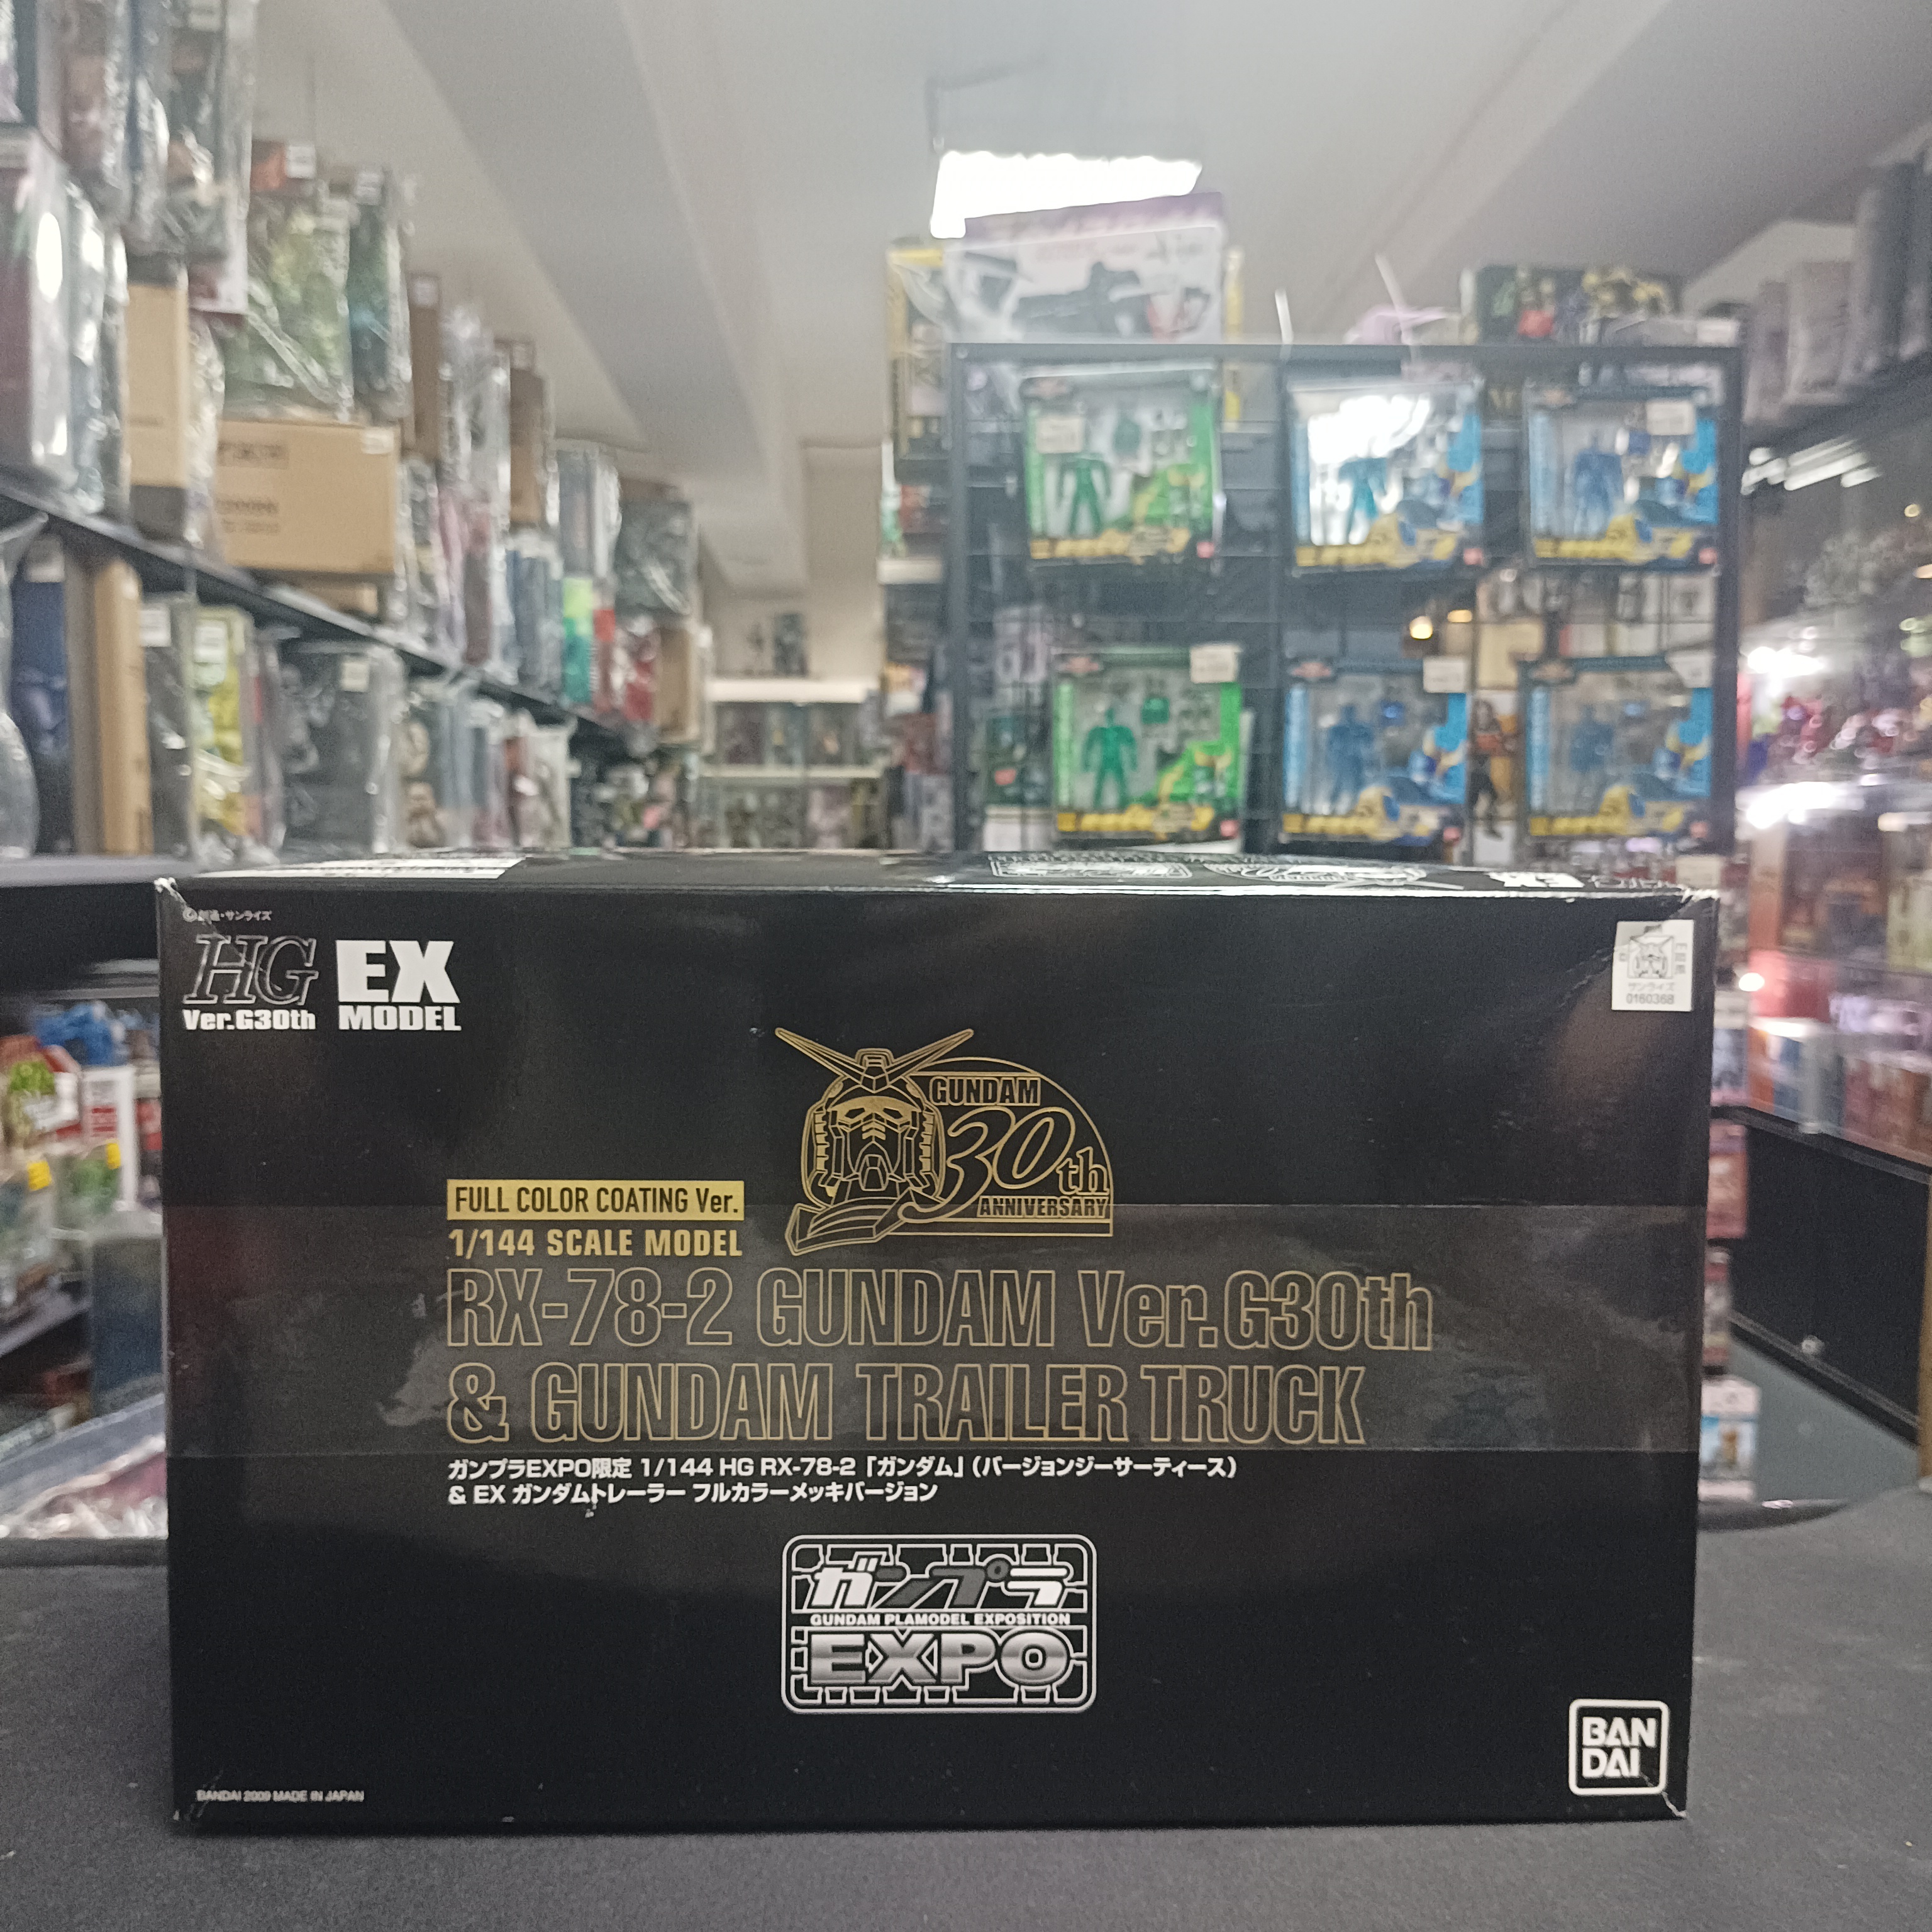 ©創通・サンライズ
HG
Ver.G30th
EX
MODEL
サンライズ
0160368
GUNDAM
30th
ANNIVERSARY
FULL COLOR COATING Ver.
1/144 SCALE MODEL
RX-78-2 GUNDAM Ver.G30th
& GUNDAM TRAILER TRUCK
ガンプラEXPO限定 1/144 HG RX-78-2「ガンダム」（バージョンジーサーティース）
& EX ガンダムトレーラー フルカラーメッキバージョン
ガンプラ
GUNDAM PLAMODEL EXPOSITION
EXPO
BAN
DAI
BANDAI 2009 MADE IN JAPAN